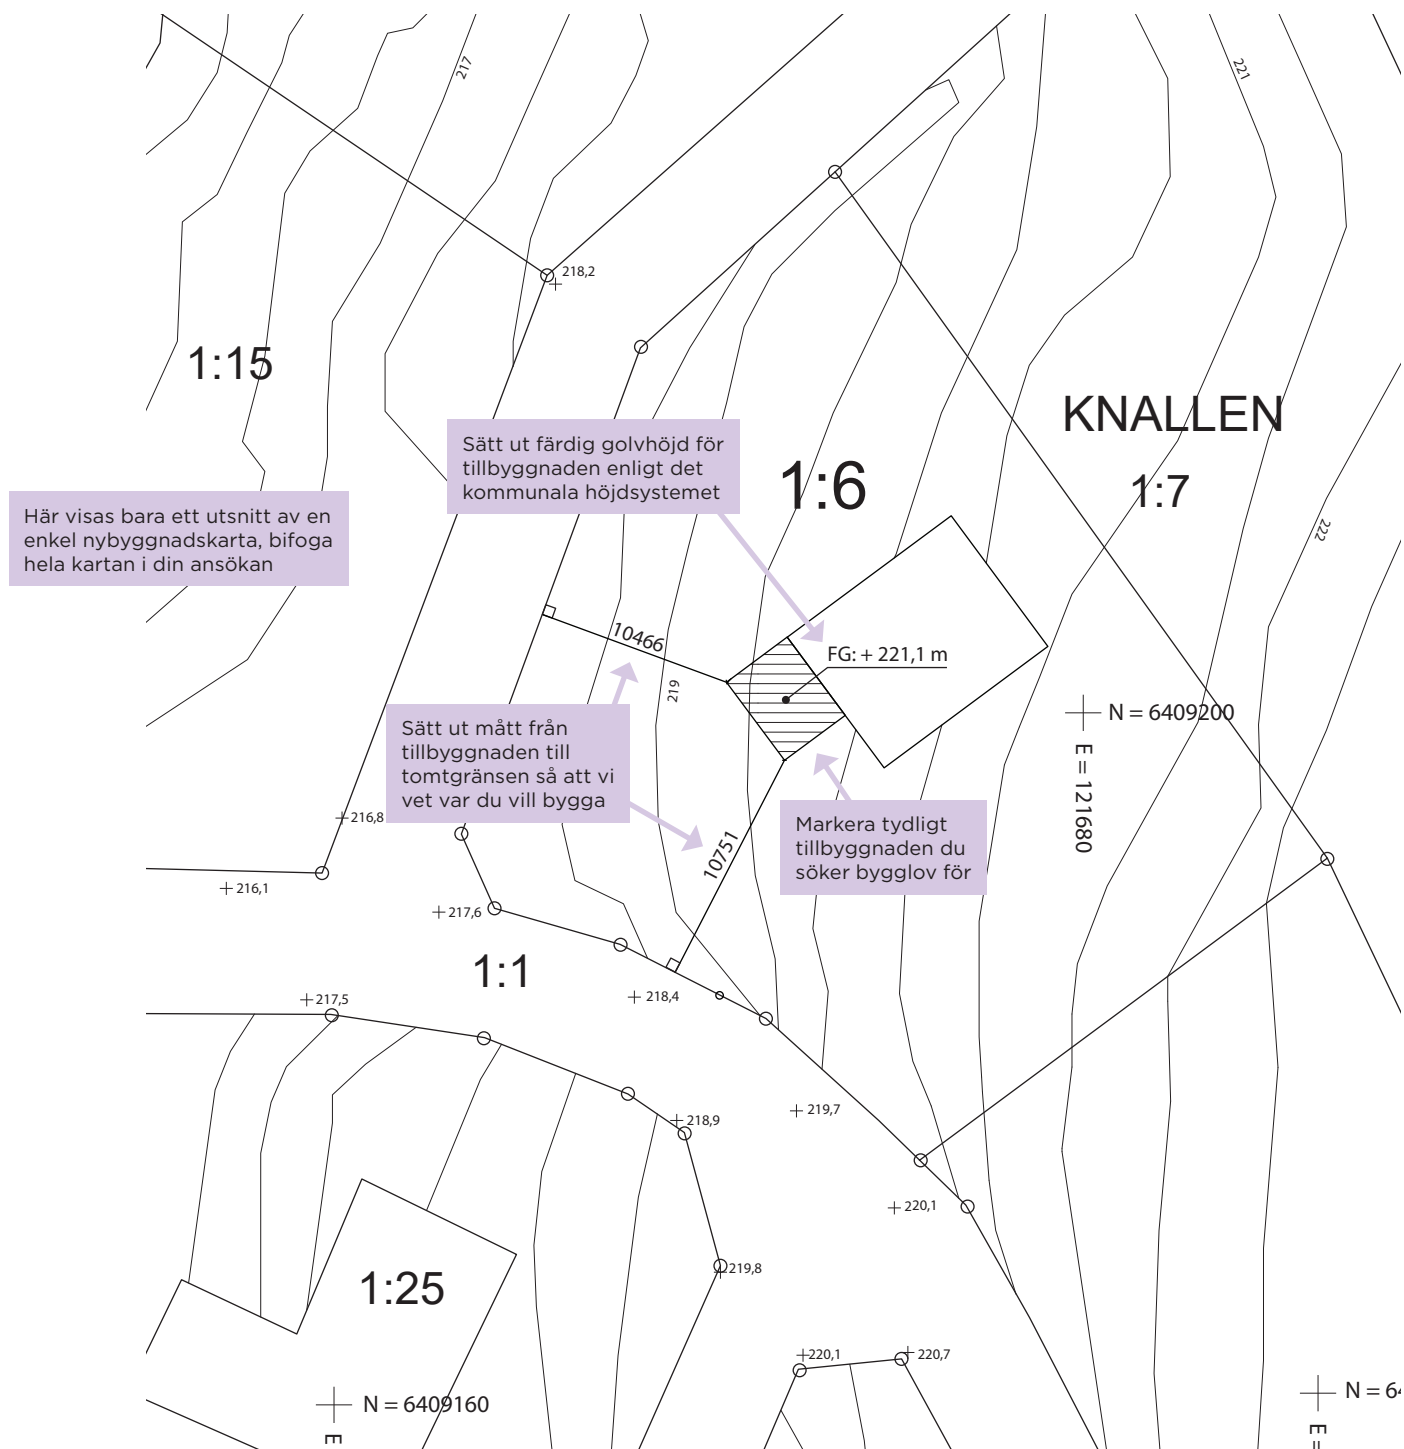 217
221
218,2
1:15
KNALLEN
Sätt ut färdig golvhöjd för
tillbyggnaden enligt det
kommunala höjdsystemet
1:6
1:7
Här visas bara ett utsnitt av en
enkel nybyggnadskarta, bifoga
hela kartan i din ansökan
222
10466
FG: + 221,1 m
219
N = 6409200
E = 121680
Sätt ut mått från
tillbyggnaden till
tomtgränsen så att vi
vet var du vill bygga
216,8
Markera tydligt
tillbyggnaden du
söker bygglov för
10751
216,1
217,6
1:1
218,4
217,5
219,7
218,9
220,1
219,8
1:25
220,1
220,7
N = 6409160
E
N = 64
E =